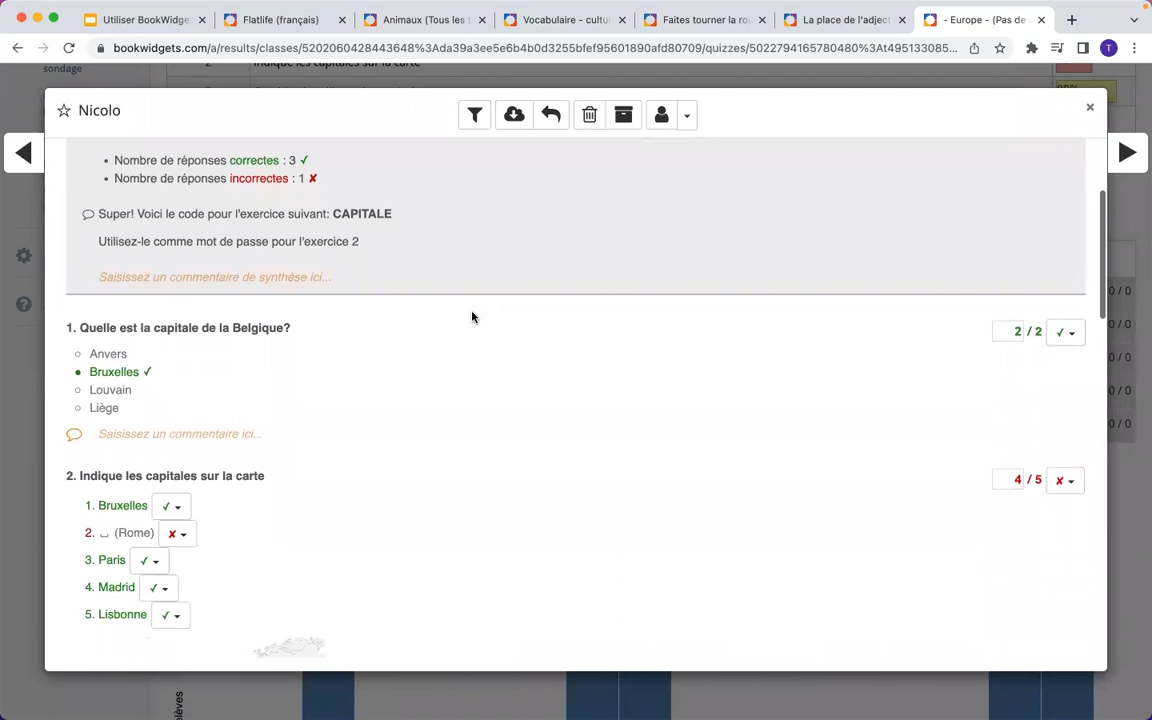 Utiliser BookWidge
Flatlife (français)
Animaux (Tous les
Vocabulaire - cultu
Faites tourner la ro
La place de l'adject
- Europe - (Pas de
bookwidgets.com/a/results/classes/5202060428443648%3Ada39a3ee5e6b4b0d3255bfef95601890afd80709/quizzes/5022794165780480%3At495133085...
T
sondage
2
Indique les capitales sur la carte
Nicolo
Nombre de réponses correctes : 3 ✓
Nombre de réponses incorrectes : 1 ✘
Super! Voici le code pour l'exercice suivant: CAPITALE
Utilisez-le comme mot de passe pour l'exercice 2
Saisissez un commentaire de synthèse ici...
1. Quelle est la capitale de la Belgique?
2 / 2 ✓
Anvers
Bruxelles ✓
Louvain
Liège
Saisissez un commentaire ici...
2. Indique les capitales sur la carte
4 / 5 ✘
1. Bruxelles ✓
2. ⌴ (Rome) ✘
3. Paris ✓
4. Madrid ✓
5. Lisbonne ✓
0 / 0
0 / 0
0 / 0
0 / 0
0 / 0